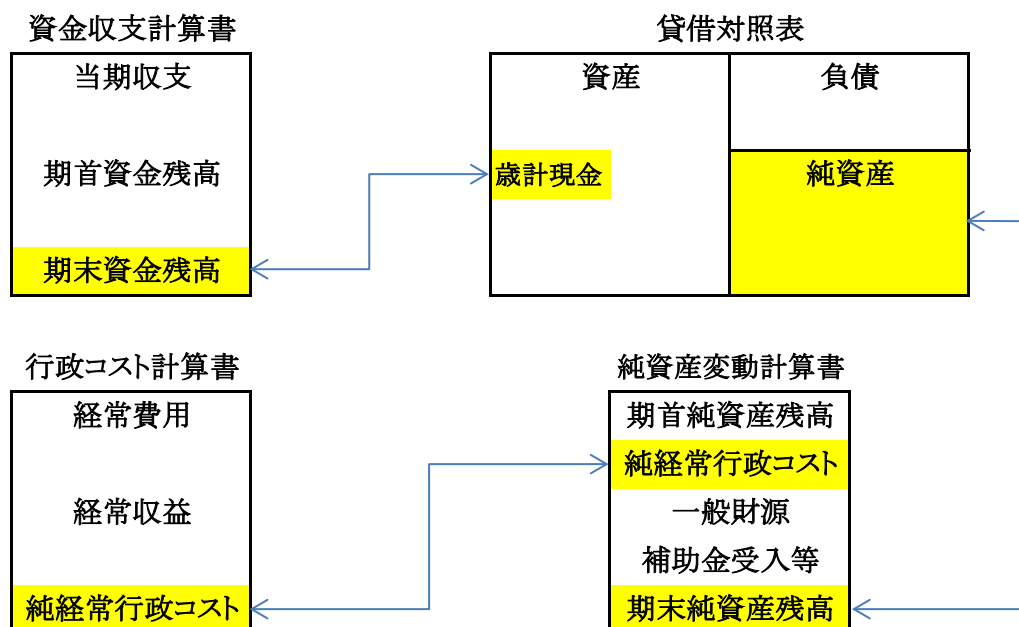 資金収支計算書
当期収支
期首資金残高
期末資金残高
貸借対照表
資産
負債
歳計現金
純資産
行政コスト計算書
経常費用
経常収益
純経常行政コスト
純資産変動計算書
期首純資産残高
純経常行政コスト
一般財源
補助金受入等
期末純資産残高